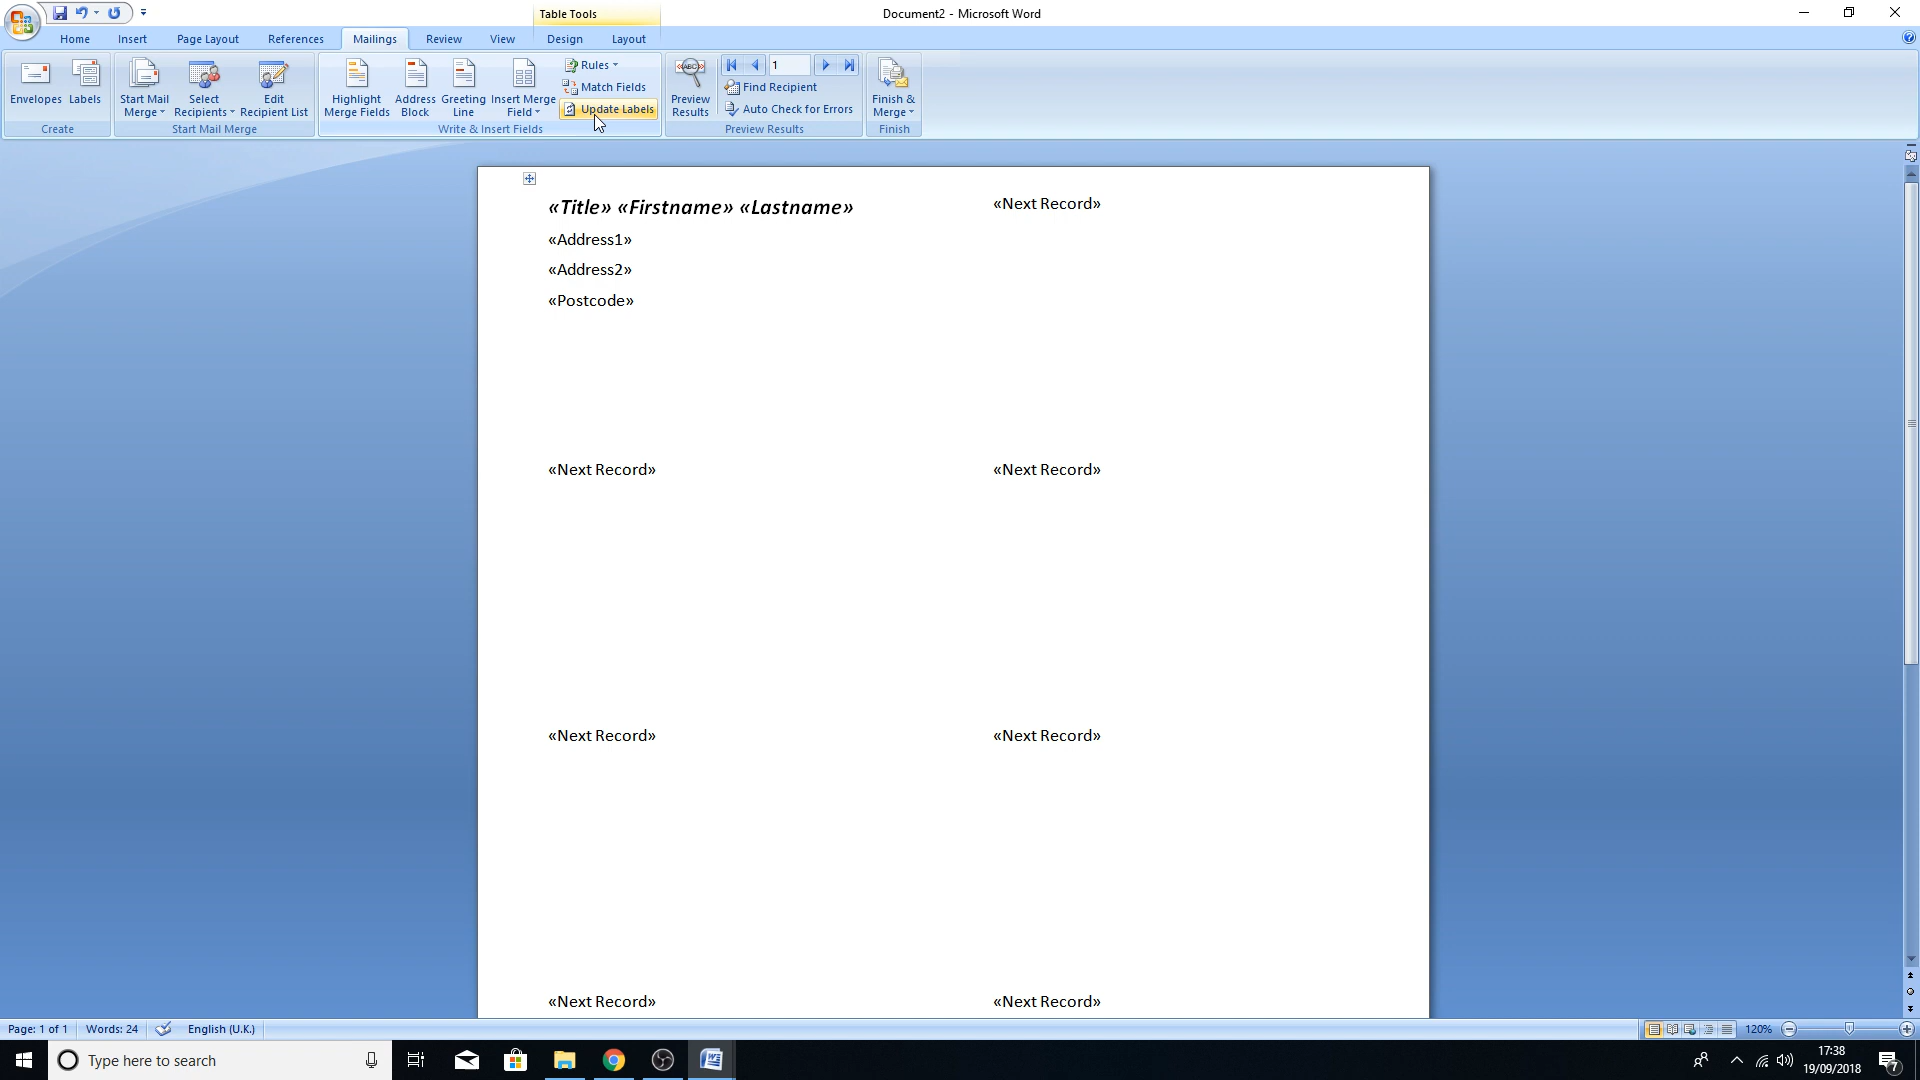 Table Tools
Document2 - Microsoft Word
Home
Insert
Page Layout
References
Mailings
Review
View
Design
Layout
Envelopes
Labels
Create
Start Mail
Merge
Select
Recipients
Edit
Recipient List
Start Mail Merge
Highlight
Merge Fields
Address
Block
Greeting
Line
Insert Merge
Field
Rules
Match Fields
Update Labels
Write & Insert Fields
«ABC»
Preview
Results
1
Find Recipient
Auto Check for Errors
Preview Results
Finish &
Merge
Finish
«Title» «Firstname» «Lastname»
«Address1»
«Address2»
«Postcode»
«Next Record»
«Next Record»
«Next Record»
«Next Record»
«Next Record»
«Next Record»
«Next Record»
Page: 1 of 1
Words: 24
English (U.K.)
120%
Type here to search
17:38
19/09/2018
7